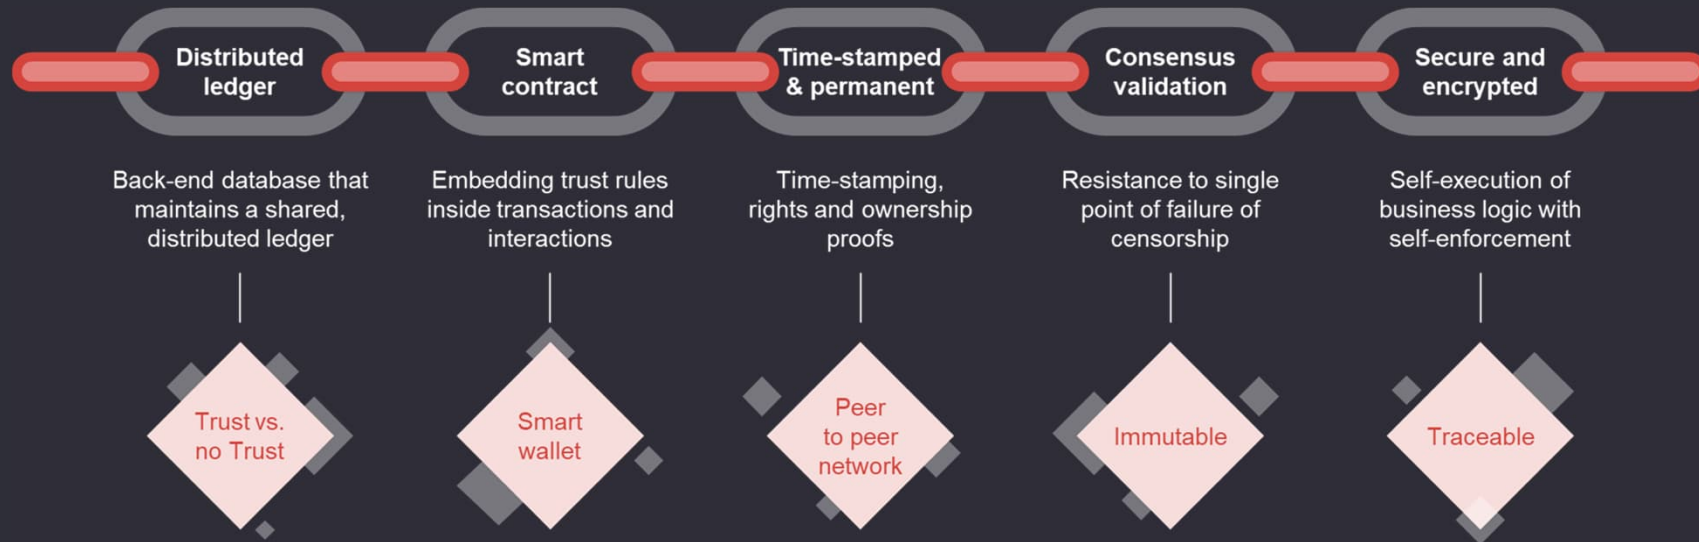 Distributed
ledger
Smart
contract
Time-stamped
& permanent
Consensus
validation
Secure and
encrypted
Back-end database that
maintains a shared,
distributed ledger
Embedding trust rules
inside transactions and
interactions
Time-stamping,
rights and ownership
proofs
Resistance to single
point of failure of
censorship
Self-execution of
business logic with
self-enforcement
Trust vs.
no Trust
Smart
wallet
Peer
to peer
network
Immutable
Traceable